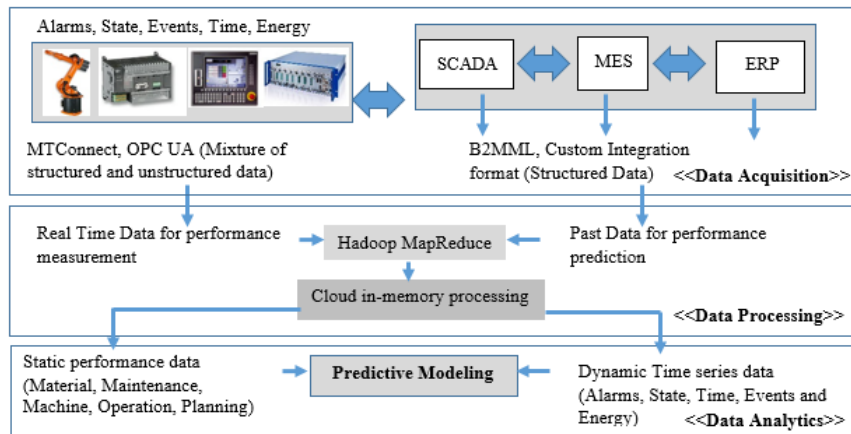 Alarms, State, Events, Time, Energy
SCADA
MES
ERP
MTConnect, OPC UA (Mixture of
structured and unstructured data)
B2MML, Custom Integration
format (Structured Data)
<<Data Acquisition>>
Real Time Data for performance
measurement
Hadoop MapReduce
Past Data for performance
prediction
Cloud in-memory processing
<<Data Processing>>
Static performance data
(Material, Maintenance,
Machine, Operation, Planning)
Predictive Modeling
Dynamic Time series data
(Alarms, State, Time, Events and
Energy)
<<Data Analytics>>